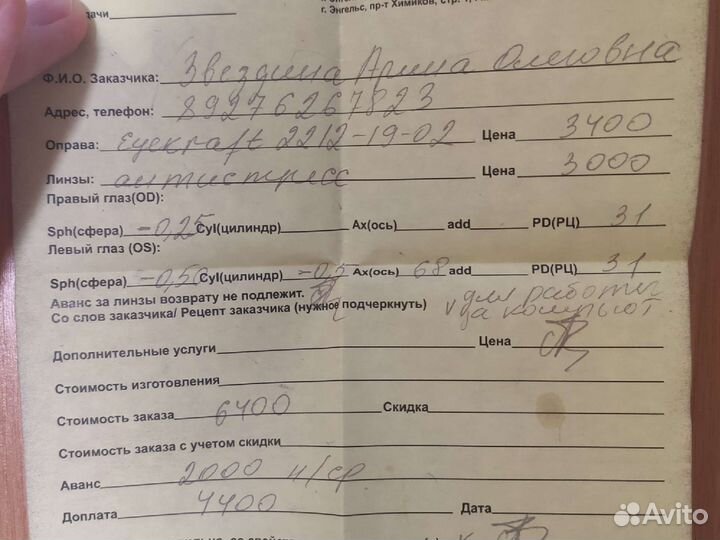 дачи
г. Энгельс, пр-т Химиков, стр. 1,
Ф.И.О. Заказчика: Звездина Арина Олеговна
Адрес, телефон: 89276267823
Оправа: Eyekraft 2212-19-02 Цена 3400
Линзы: антистресс Цена 3000
Правый глаз(OD):
Sph(сфера) -0,25 Cyl(цилиндр) Ax(ось) add PD(РЦ) 31
Левый глаз (OS):
Sph(сфера) -0,50 Cyl(цилиндр) -0,5 Ax(ось) 68 add PD(РЦ) 31
Аванс за линзы возврату не подлежит.
Со слов заказчика/ Рецепт заказчика (нужное подчеркнуть) v для работы
за компьют
Дополнительные услуги Цена
Стоимость изготовления
Стоимость заказа 6400 Скидка
Стоимость заказа с учетом скидки
Аванс 2000 н/ср
Доплата 4400 Дата
Avito